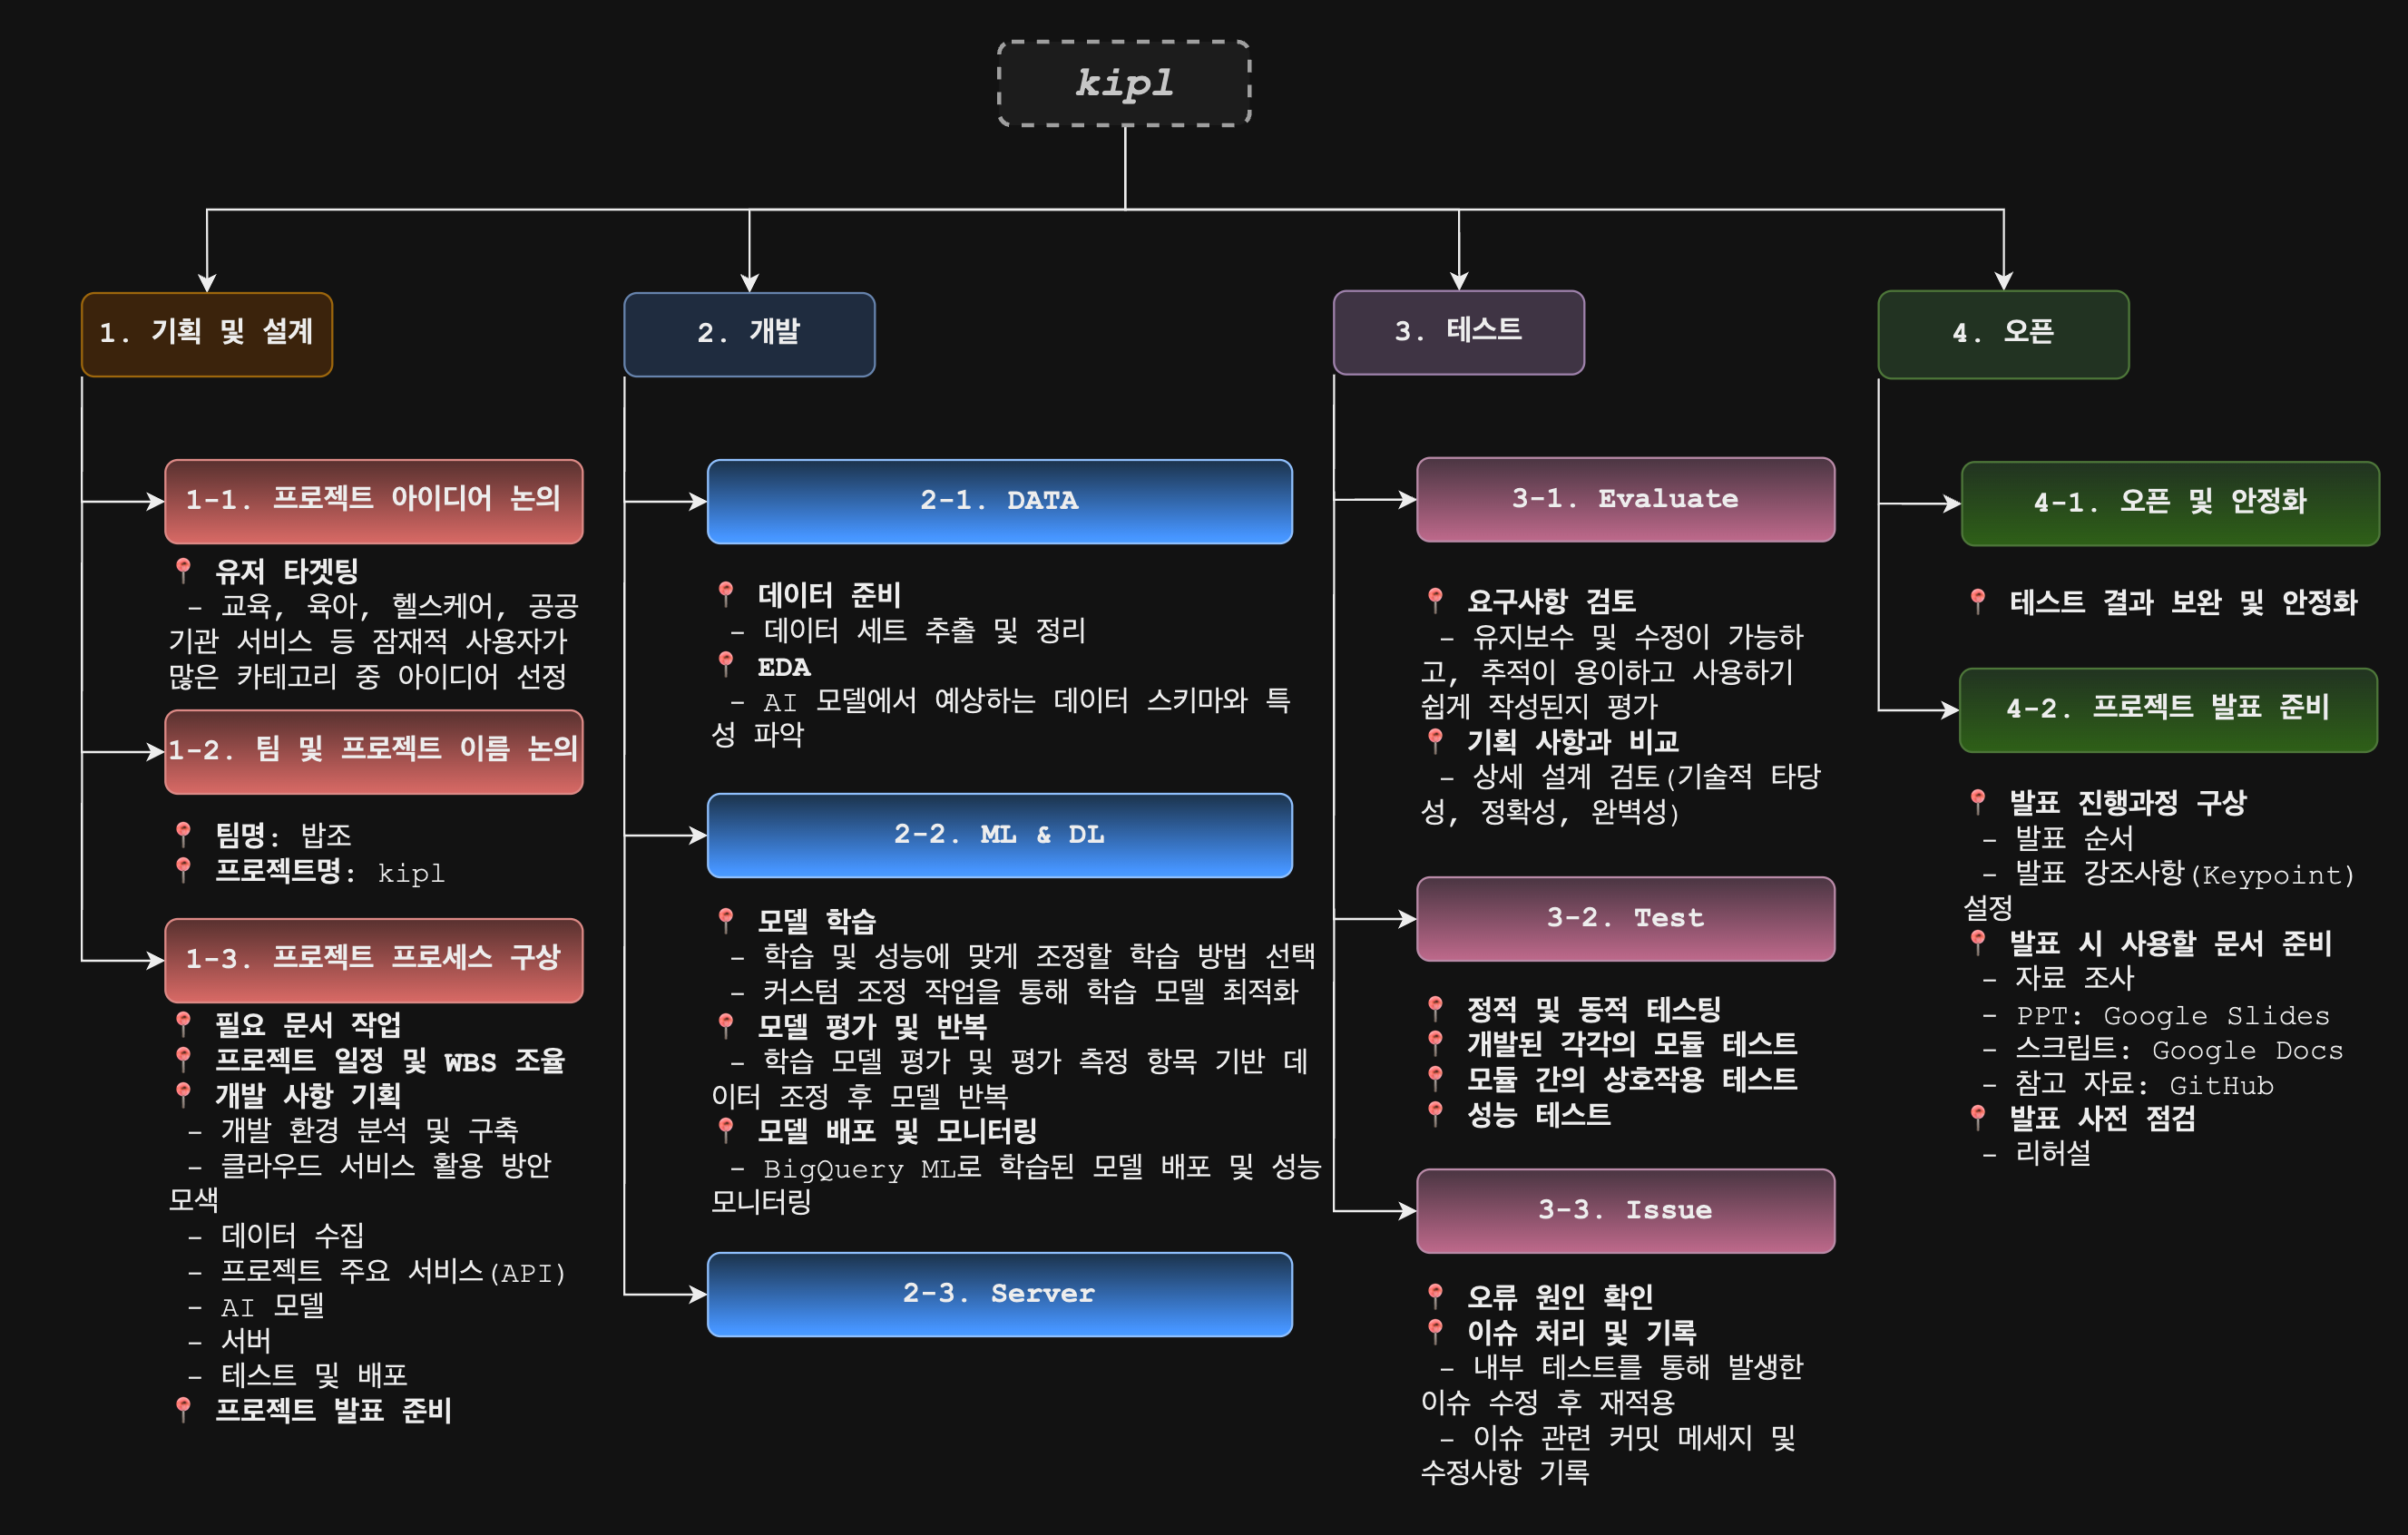 kipl
1. 기획 및 설계
1-1. 프로젝트 아이디어 논의
📍 유저 타겟팅
- 교육, 육아, 헬스케어, 공공
기관 서비스 등 잠재적 사용자가
많은 카테고리 중 아이디어 선정
1-2. 팀 및 프로젝트 이름 논의
📍 팀명: 밥조
📍 프로젝트명: kipl
1-3. 프로젝트 프로세스 구상
📍 필요 문서 작업
📍 프로젝트 일정 및 WBS 조율
📍 개발 사항 기획
- 개발 환경 분석 및 구축
- 클라우드 서비스 활용 방안
모색
- 데이터 수집
- 프로젝트 주요 서비스(API)
- AI 모델
- 서버
- 테스트 및 배포
📍 프로젝트 발표 준비
2. 개발
2-1. DATA
📍 데이터 준비
- 데이터 세트 추출 및 정리
📍 EDA
- AI 모델에서 예상하는 데이터 스키마와 특
성 파악
2-2. ML & DL
📍 모델 학습
- 학습 및 성능에 맞게 조정할 학습 방법 선택
- 커스텀 조정 작업을 통해 학습 모델 최적화
📍 모델 평가 및 반복
- 학습 모델 평가 및 평가 측정 항목 기반 데
이터 조정 후 모델 반복
📍 모델 배포 및 모니터링
- BigQuery ML로 학습된 모델 배포 및 성능
모니터링
2-3. Server
3. 테스트
3-1. Evaluate
📍 요구사항 검토
- 유지보수 및 수정이 가능하
고, 추적이 용이하고 사용하기
쉽게 작성된지 평가
📍 기획 사항과 비교
- 상세 설계 검토(기술적 타당
성, 정확성, 완벽성)
3-2. Test
📍 정적 및 동적 테스팅
📍 개발된 각각의 모듈 테스트
📍 모듈 간의 상호작용 테스트
📍 성능 테스트
3-3. Issue
📍 오류 원인 확인
📍 이슈 처리 및 기록
- 내부 테스트를 통해 발생한
이슈 수정 후 재적용
- 이슈 관련 커밋 메세지 및
수정사항 기록
4. 오픈
4-1. 오픈 및 안정화
📍 테스트 결과 보완 및 안정화
4-2. 프로젝트 발표 준비
📍 발표 진행과정 구상
- 발표 순서
- 발표 강조사항(Keypoint)
설정
📍 발표 시 사용할 문서 준비
- 자료 조사
- PPT: Google Slides
- 스크립트: Google Docs
- 참고 자료: GitHub
📍 발표 사전 점검
- 리허설